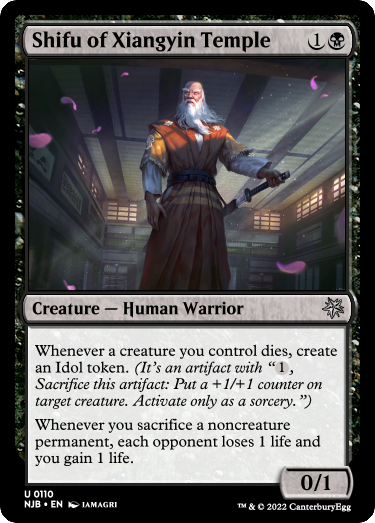 Shifu of Xiangyin Temple 1
Creature — Human Warrior
Whenever a creature you control dies, create
an Idol token. (It's an artifact with “1,
Sacrifice this artifact: Put a +1/+1 counter on
target creature. Activate only as a sorcery.”)
Whenever you sacrifice a noncreature
permanent, each opponent loses 1 life and
you gain 1 life.
0/1
U 0110
NJB • EN IAMAGRI
™ & © 2022 CanterburyEgg